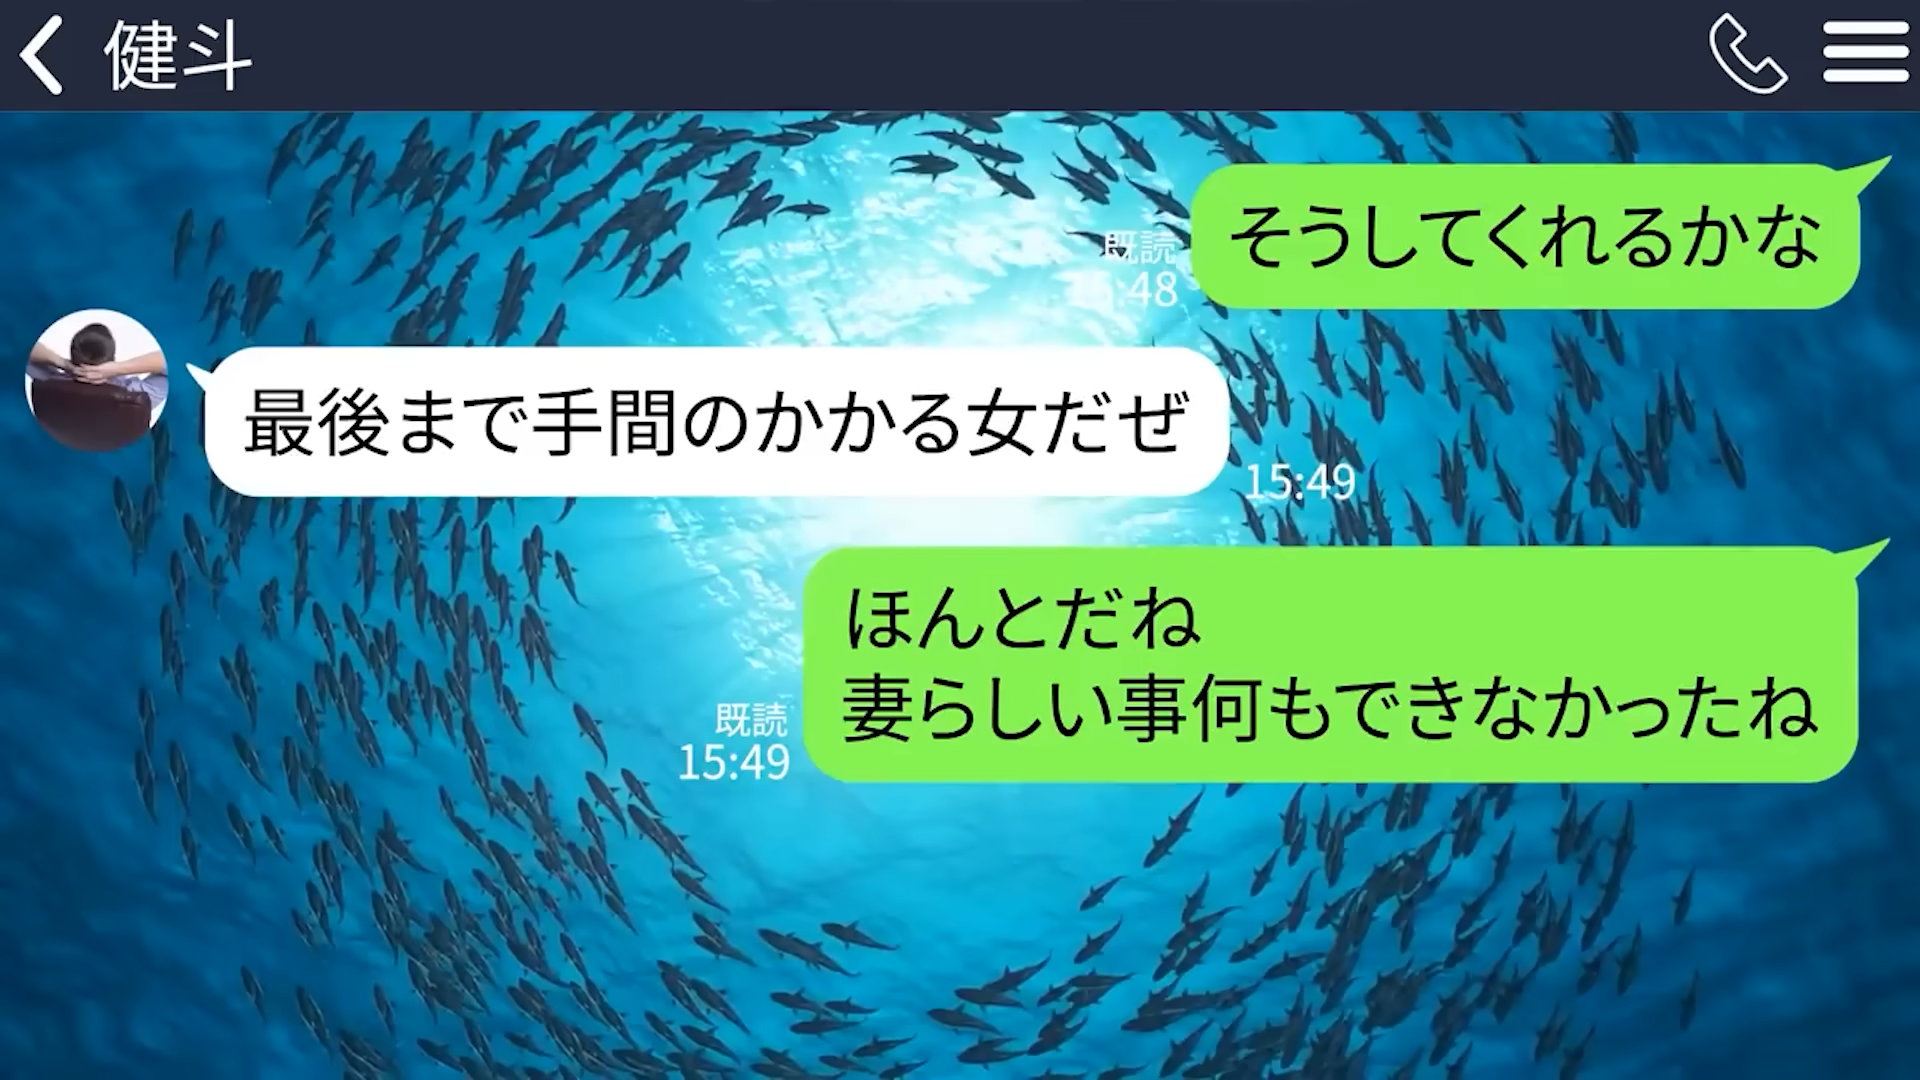 健斗
そうしてくれるかな
既読
15:48
最後まで手間のかかる女だぜ
15:49
ほんとだね
妻らしい事何もできなかったね
既読
15:49